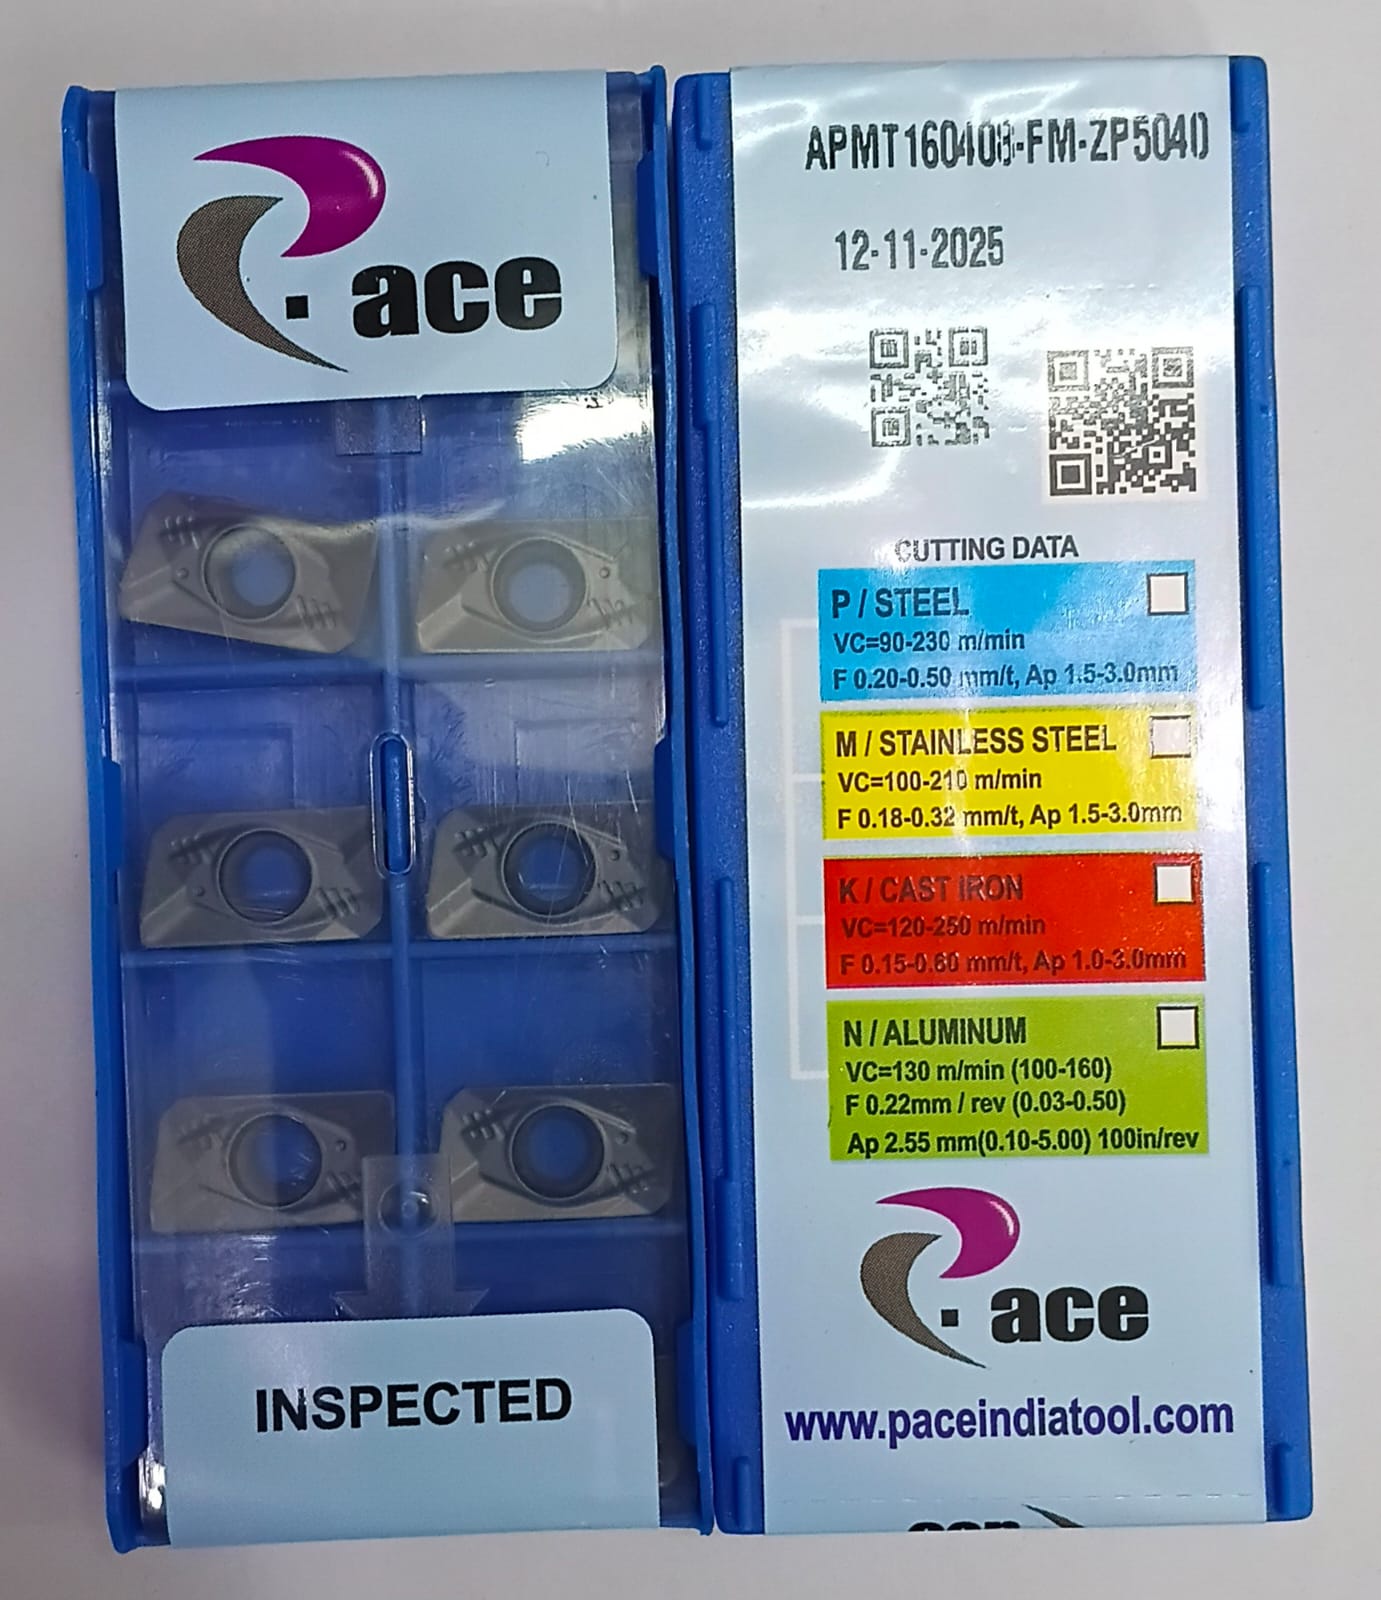 P.ace
INSPECTED
APMT160408-FM-ZP5040
12-11-2025
CUTTING DATA
P / STEEL
VC=90-230 m/min
F 0.20-0.50 mm/t, Ap 1.5-3.0mm
M / STAINLESS STEEL
VC=100-210 m/min
F 0.18-0.32 mm/t, Ap 1.5-3.0mm
K / CAST IRON
VC=120-250 m/min
F 0.15-0.60 mm/t, Ap 1.0-3.0mm
N / ALUMINUM
VC=130 m/min (100-160)
F 0.22mm / rev (0.03-0.50)
Ap 2.55 mm(0.10-5.00) 100in/rev
P.ace
www.paceindiatool.com